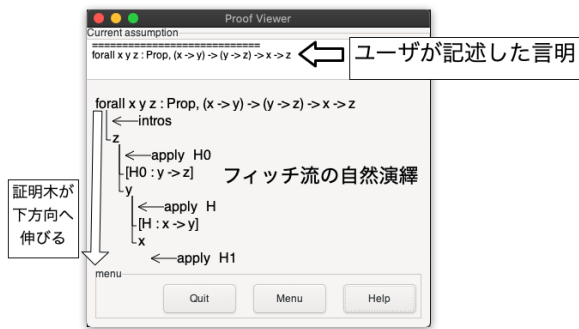 Proof Viewer
Current assumption
============================
forall x y z : Prop, (x -> y) -> (y -> z) -> x -> z
ユーザが記述した言明
forall x y z : Prop, (x -> y) -> (y -> z) -> x -> z
intros
z
apply H0
[H0 : y -> z]
フィッチ流の自然演繹
y
apply H
[H : x -> y]
x
apply H1
証明木が
下方向へ
伸びる
menu
Quit
Menu
Help